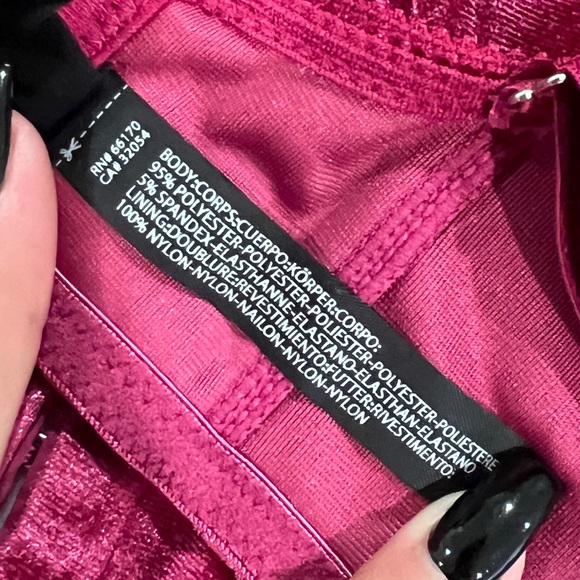 RN# 66170
CA# 32054
BODY:CORPS:CUERPO:KÖRPER:CORPO:
95% POLYESTER-POLYESTER-POLIESTER-POLYESTER-POLIESTERE
5% SPANDEX-ELASTHANNE-ELASTANO-ELASTHAN-ELASTANO
LINING:DOUBLURE:REVESTIMIENTO:FUTTER:RIVESTIMENTO:
100% NYLON-NYLON-NAILON-NYLON-NYLON